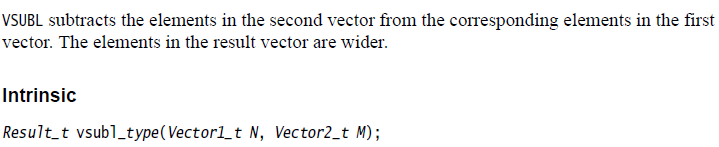 VSUBL subtracts the elements in the second vector from the corresponding elements in the first
vector. The elements in the result vector are wider.
Intrinsic
Result_t vsubl_type(Vector1_t N, Vector2_t M);